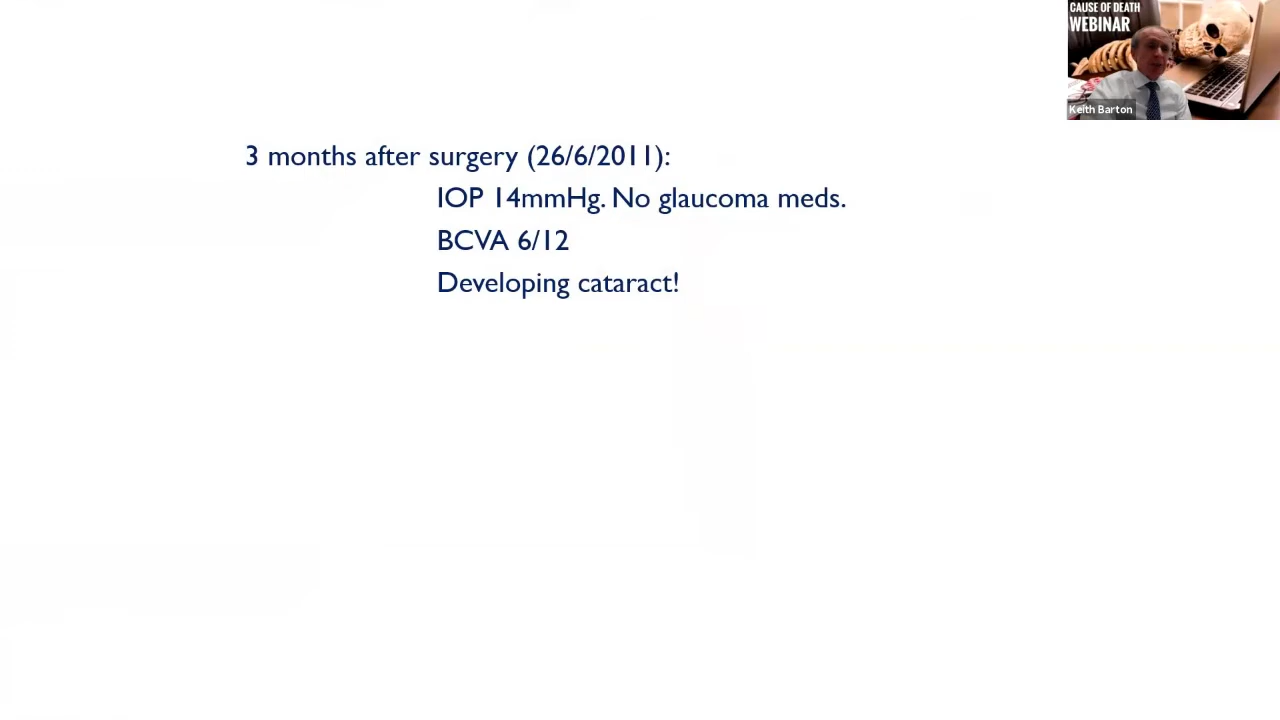 CAUSE OF DEATH
WEBINAR
Keith Barton
3 months after surgery (26/6/2011):
IOP 14mmHg. No glaucoma meds.
BCVA 6/12
Developing cataract!